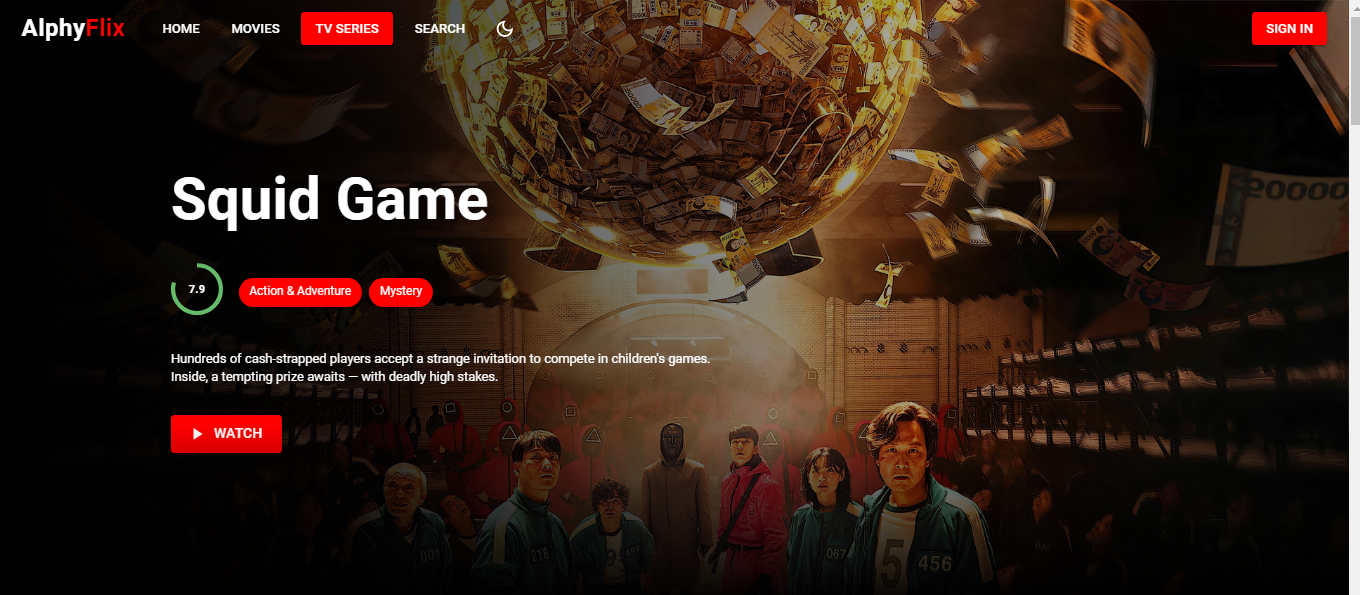 AlphyFlix HOME MOVIES TV SERIES SEARCH SIGN IN
20000
Squid Game
7.9 Action & Adventure Mystery
Hundreds of cash-strapped players accept a strange invitation to compete in children's games.
Inside, a tempting prize awaits — with deadly high stakes.
WATCH
001 218 067 456